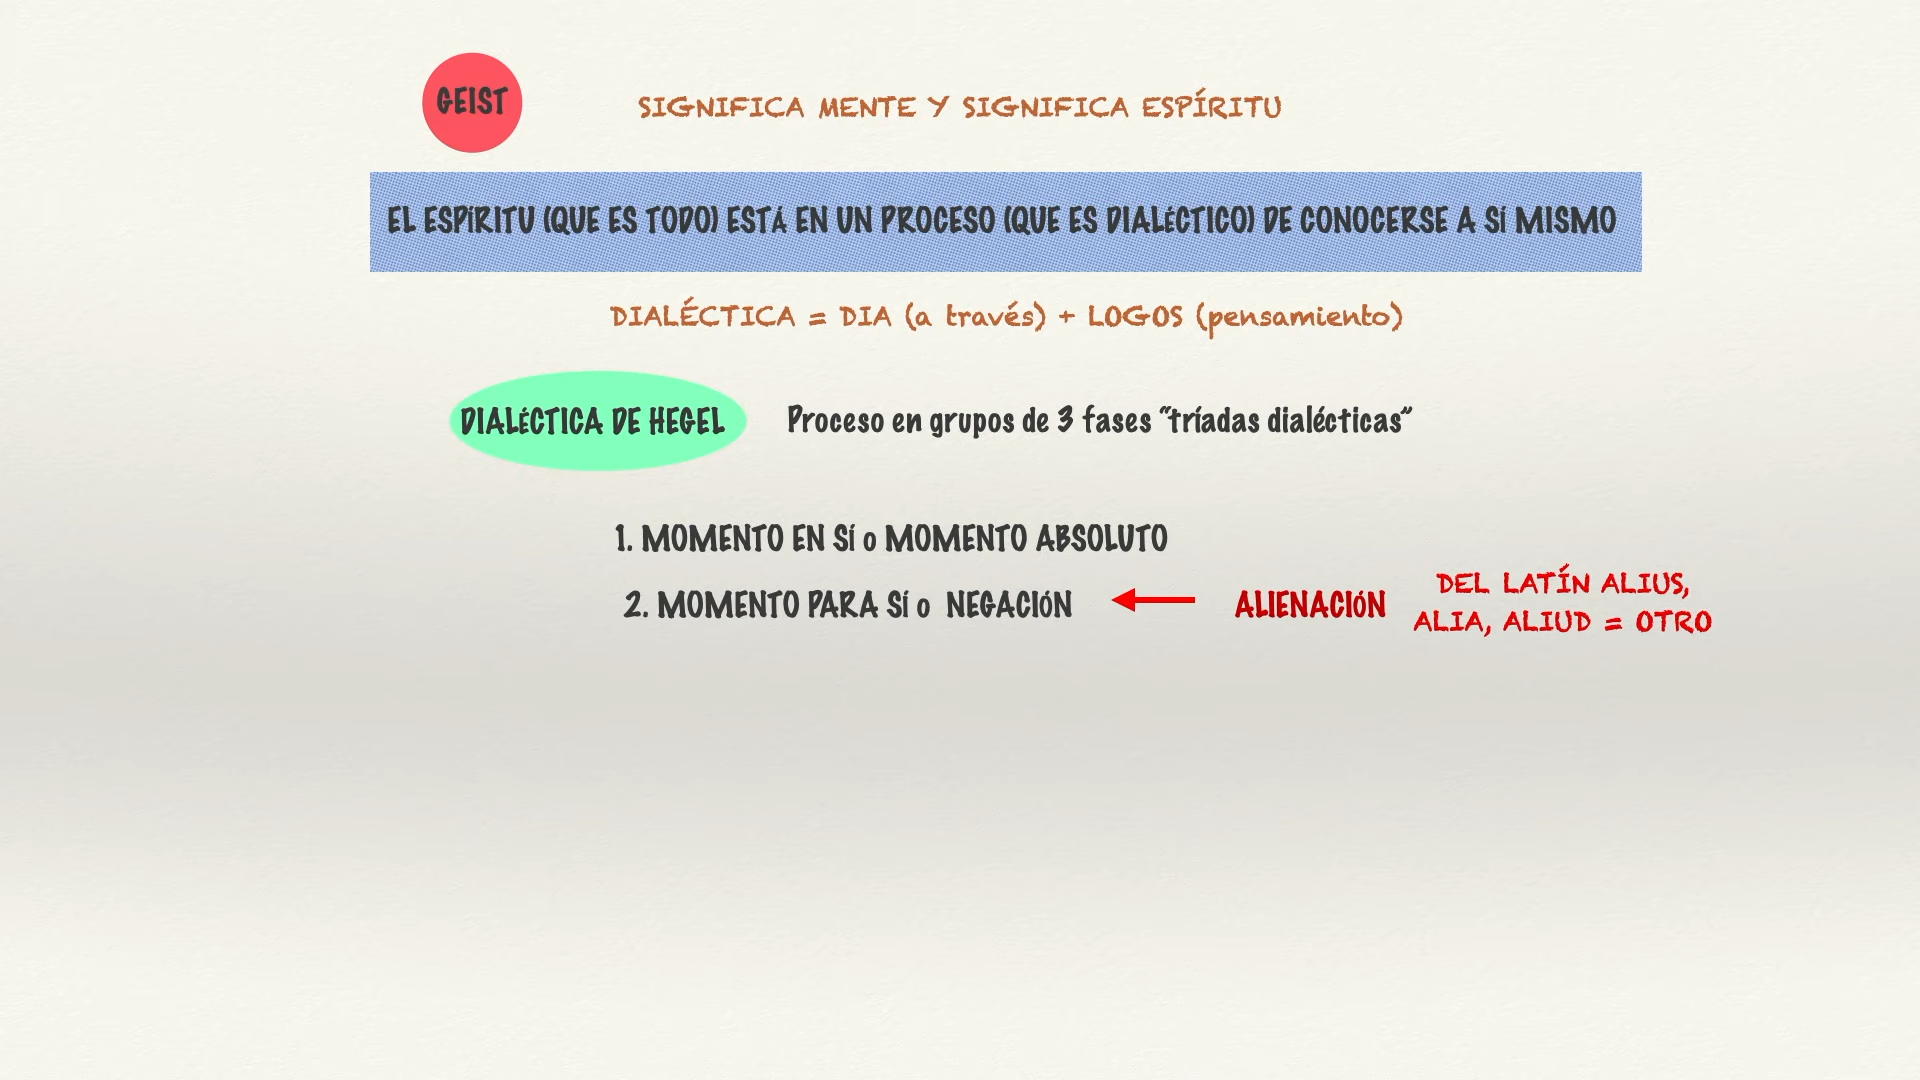 GEIST
SIGNIFICA MENTE Y SIGNIFICA ESPÍRITU
EL ESPÍRITU (QUE ES TODO) ESTÁ EN UN PROCESO (QUE ES DIALÉCTICO) DE CONOCERSE A SÍ MISMO
DIALÉCTICA = DIA (a través) + LOGOS (pensamiento)
DIALÉCTICA DE HEGEL
Proceso en grupos de 3 fases “tríadas dialécticas”
1. MOMENTO EN SÍ o MOMENTO ABSOLUTO
2. MOMENTO PARA SÍ o NEGACIÓN
ALIENACIÓN
DEL LATÍN ALIUS,
ALIA, ALIUD = OTRO